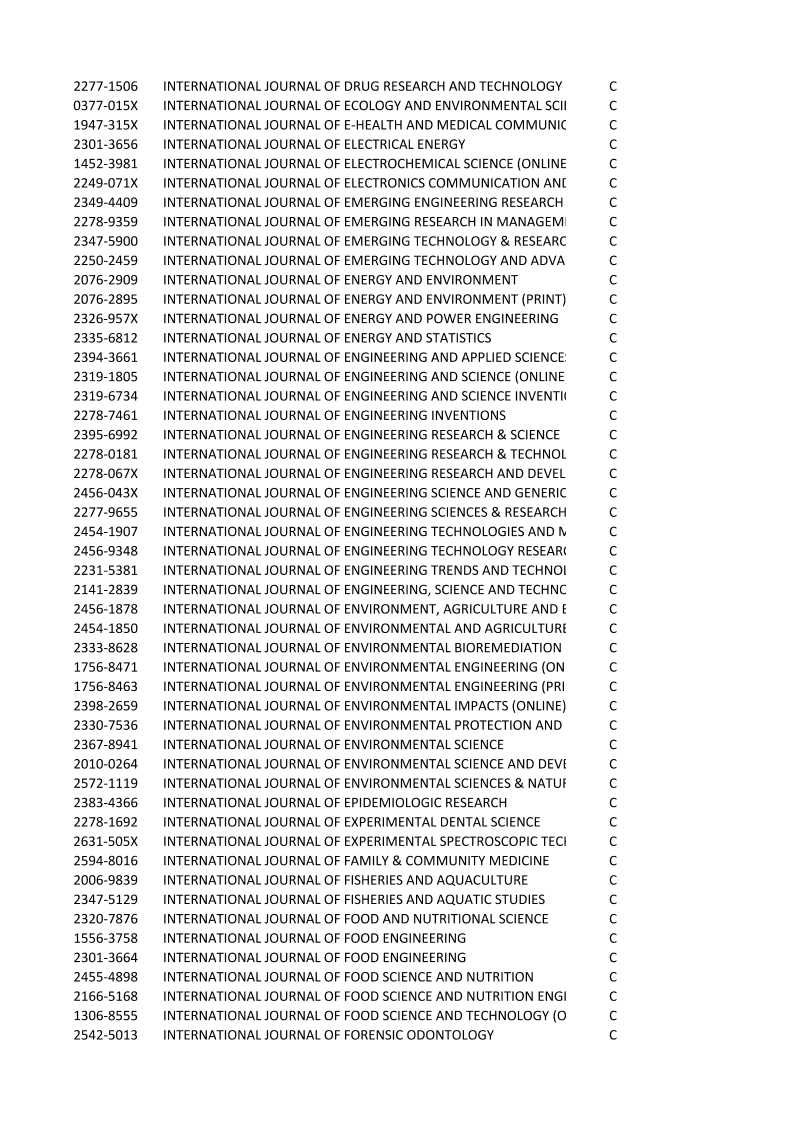 2277-1506 INTERNATIONAL JOURNAL OF DRUG RESEARCH AND TECHNOLOGY C
0377-015X INTERNATIONAL JOURNAL OF ECOLOGY AND ENVIRONMENTAL SCI C
1947-315X INTERNATIONAL JOURNAL OF E-HEALTH AND MEDICAL COMMUNIC C
2301-3656 INTERNATIONAL JOURNAL OF ELECTRICAL ENERGY C
1452-3981 INTERNATIONAL JOURNAL OF ELECTROCHEMICAL SCIENCE (ONLINE C
2249-071X INTERNATIONAL JOURNAL OF ELECTRONICS COMMUNICATION AND C
2349-4409 INTERNATIONAL JOURNAL OF EMERGING ENGINEERING RESEARCH C
2278-9359 INTERNATIONAL JOURNAL OF EMERGING RESEARCH IN MANAGEM C
2347-5900 INTERNATIONAL JOURNAL OF EMERGING TECHNOLOGY & RESEARC C
2250-2459 INTERNATIONAL JOURNAL OF EMERGING TECHNOLOGY AND ADVA C
2076-2909 INTERNATIONAL JOURNAL OF ENERGY AND ENVIRONMENT C
2076-2895 INTERNATIONAL JOURNAL OF ENERGY AND ENVIRONMENT (PRINT) C
2326-957X INTERNATIONAL JOURNAL OF ENERGY AND POWER ENGINEERING C
2335-6812 INTERNATIONAL JOURNAL OF ENERGY AND STATISTICS C
2394-3661 INTERNATIONAL JOURNAL OF ENGINEERING AND APPLIED SCIENCES C
2319-1805 INTERNATIONAL JOURNAL OF ENGINEERING AND SCIENCE (ONLINE C
2319-6734 INTERNATIONAL JOURNAL OF ENGINEERING AND SCIENCE INVENTI C
2278-7461 INTERNATIONAL JOURNAL OF ENGINEERING INVENTIONS C
2395-6992 INTERNATIONAL JOURNAL OF ENGINEERING RESEARCH & SCIENCE C
2278-0181 INTERNATIONAL JOURNAL OF ENGINEERING RESEARCH & TECHNOL C
2278-067X INTERNATIONAL JOURNAL OF ENGINEERING RESEARCH AND DEVEL C
2456-043X INTERNATIONAL JOURNAL OF ENGINEERING SCIENCE AND GENERIC C
2277-9655 INTERNATIONAL JOURNAL OF ENGINEERING SCIENCES & RESEARCH C
2454-1907 INTERNATIONAL JOURNAL OF ENGINEERING TECHNOLOGIES AND M C
2456-9348 INTERNATIONAL JOURNAL OF ENGINEERING TECHNOLOGY RESEARC C
2231-5381 INTERNATIONAL JOURNAL OF ENGINEERING TRENDS AND TECHNOL C
2141-2839 INTERNATIONAL JOURNAL OF ENGINEERING, SCIENCE AND TECHNO C
2456-1878 INTERNATIONAL JOURNAL OF ENVIRONMENT, AGRICULTURE AND B C
2454-1850 INTERNATIONAL JOURNAL OF ENVIRONMENTAL AND AGRICULTURE C
2333-8628 INTERNATIONAL JOURNAL OF ENVIRONMENTAL BIOREMEDIATION C
1756-8471 INTERNATIONAL JOURNAL OF ENVIRONMENTAL ENGINEERING (ON C
1756-8463 INTERNATIONAL JOURNAL OF ENVIRONMENTAL ENGINEERING (PRI C
2398-2659 INTERNATIONAL JOURNAL OF ENVIRONMENTAL IMPACTS (ONLINE) C
2330-7536 INTERNATIONAL JOURNAL OF ENVIRONMENTAL PROTECTION AND C
2367-8941 INTERNATIONAL JOURNAL OF ENVIRONMENTAL SCIENCE C
2010-0264 INTERNATIONAL JOURNAL OF ENVIRONMENTAL SCIENCE AND DEVE C
2572-1119 INTERNATIONAL JOURNAL OF ENVIRONMENTAL SCIENCES & NATUR C
2383-4366 INTERNATIONAL JOURNAL OF EPIDEMIOLOGIC RESEARCH C
2278-1692 INTERNATIONAL JOURNAL OF EXPERIMENTAL DENTAL SCIENCE C
2631-505X INTERNATIONAL JOURNAL OF EXPERIMENTAL SPECTROSCOPIC TECH C
2594-8016 INTERNATIONAL JOURNAL OF FAMILY & COMMUNITY MEDICINE C
2006-9839 INTERNATIONAL JOURNAL OF FISHERIES AND AQUACULTURE C
2347-5129 INTERNATIONAL JOURNAL OF FISHERIES AND AQUATIC STUDIES C
2320-7876 INTERNATIONAL JOURNAL OF FOOD AND NUTRITIONAL SCIENCE C
1556-3758 INTERNATIONAL JOURNAL OF FOOD ENGINEERING C
2301-3664 INTERNATIONAL JOURNAL OF FOOD ENGINEERING C
2455-4898 INTERNATIONAL JOURNAL OF FOOD SCIENCE AND NUTRITION C
2166-5168 INTERNATIONAL JOURNAL OF FOOD SCIENCE AND NUTRITION ENGI C
1306-8555 INTERNATIONAL JOURNAL OF FOOD SCIENCE AND TECHNOLOGY (O C
2542-5013 INTERNATIONAL JOURNAL OF FORENSIC ODONTOLOGY C